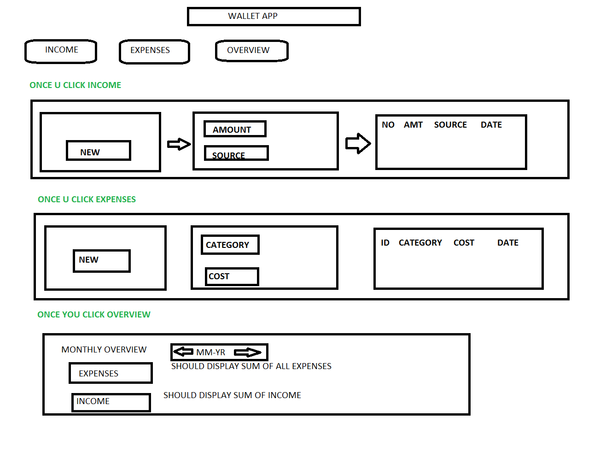 WALLET APP
INCOME EXPENSES OVERVIEW
ONCE U CLICK INCOME
NO AMT SOURCE DATE
AMOUNT
NEW
SOURCE
ONCE U CLICK EXPENSES
CATEGORY
ID CATEGORY COST DATE
NEW
COST
ONCE YOU CLICK OVERVIEW
MONTHLY OVERVIEW MM-YR
SHOULD DISPLAY SUM OF ALL EXPENSES
EXPENSES
SHOULD DISPLAY SUM OF INCOME
INCOME